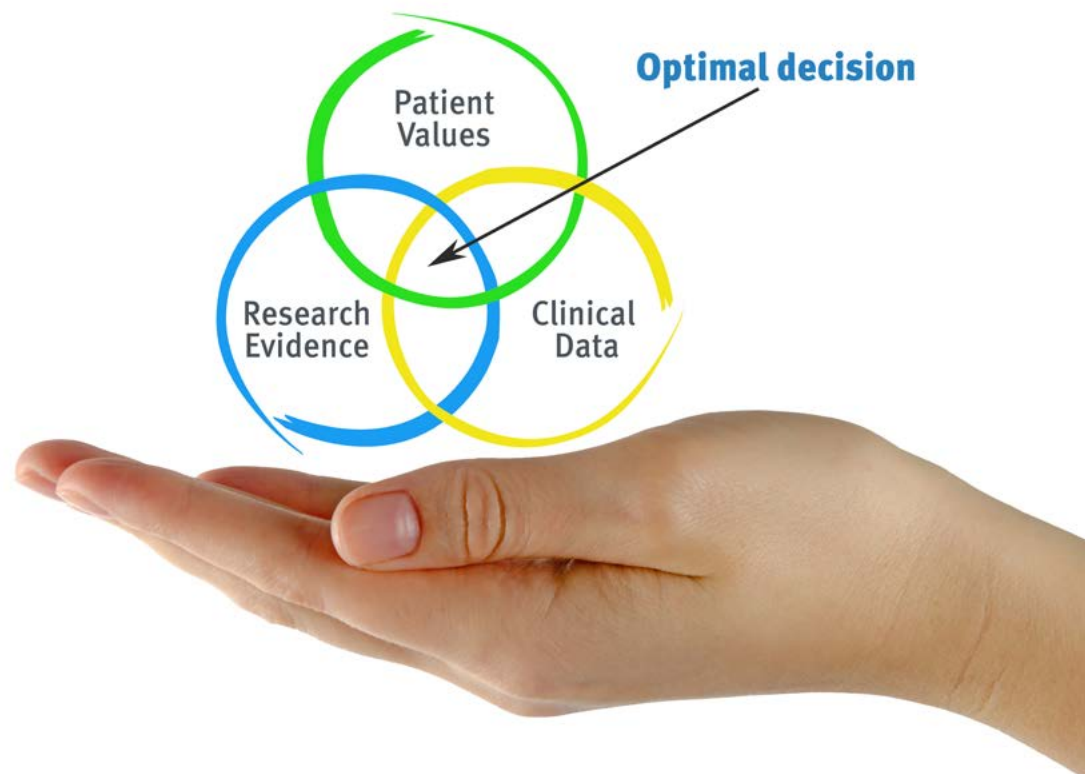 Optimal decision
Patient
Values
Research
Evidence
Clinical
Data